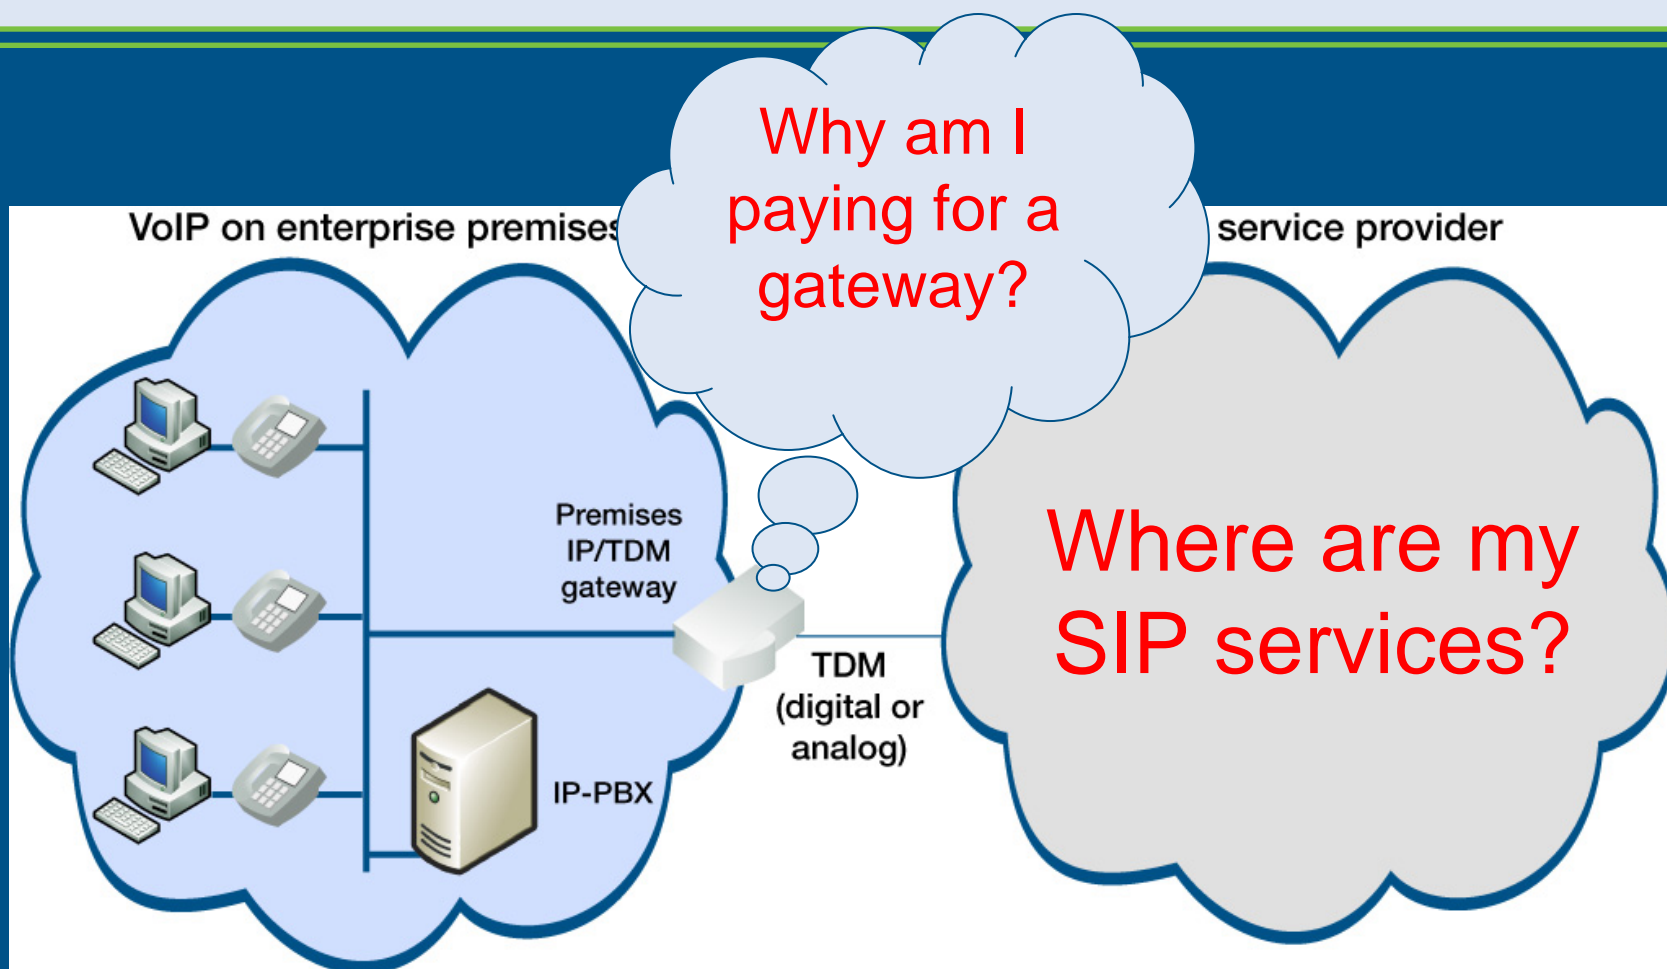 Why am I
paying for a
gateway?
VoIP on enterprise premises
service provider
Premises
IP/TDM
gateway
TDM
(digital or
analog)
IP-PBX
Where are my
SIP services?